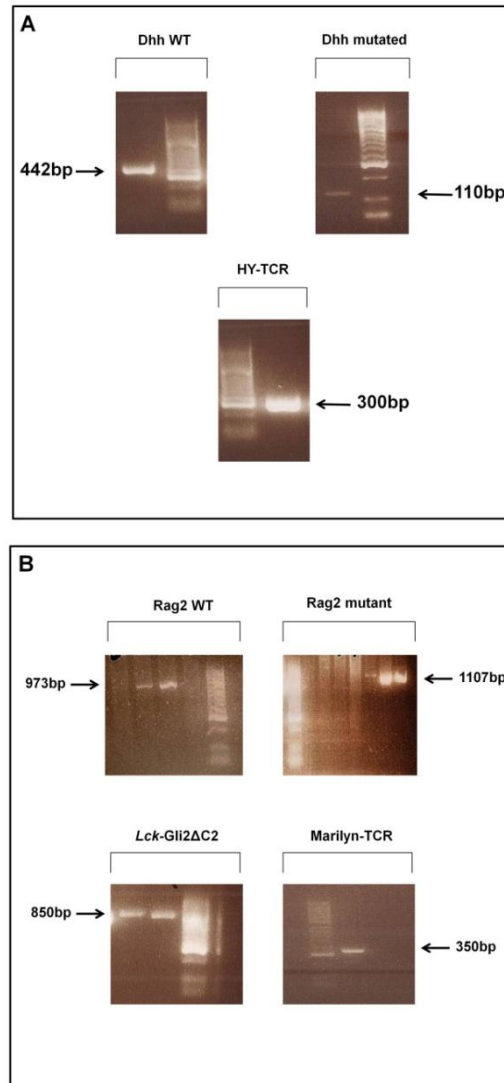 A
Dhh WT
Dhh mutated
442bp
110bp
HY-TCR
300bp
B
Rag2 WT
Rag2 mutant
973bp
1107bp
Lck-Gli2ΔC2
Marilyn-TCR
850bp
350bp